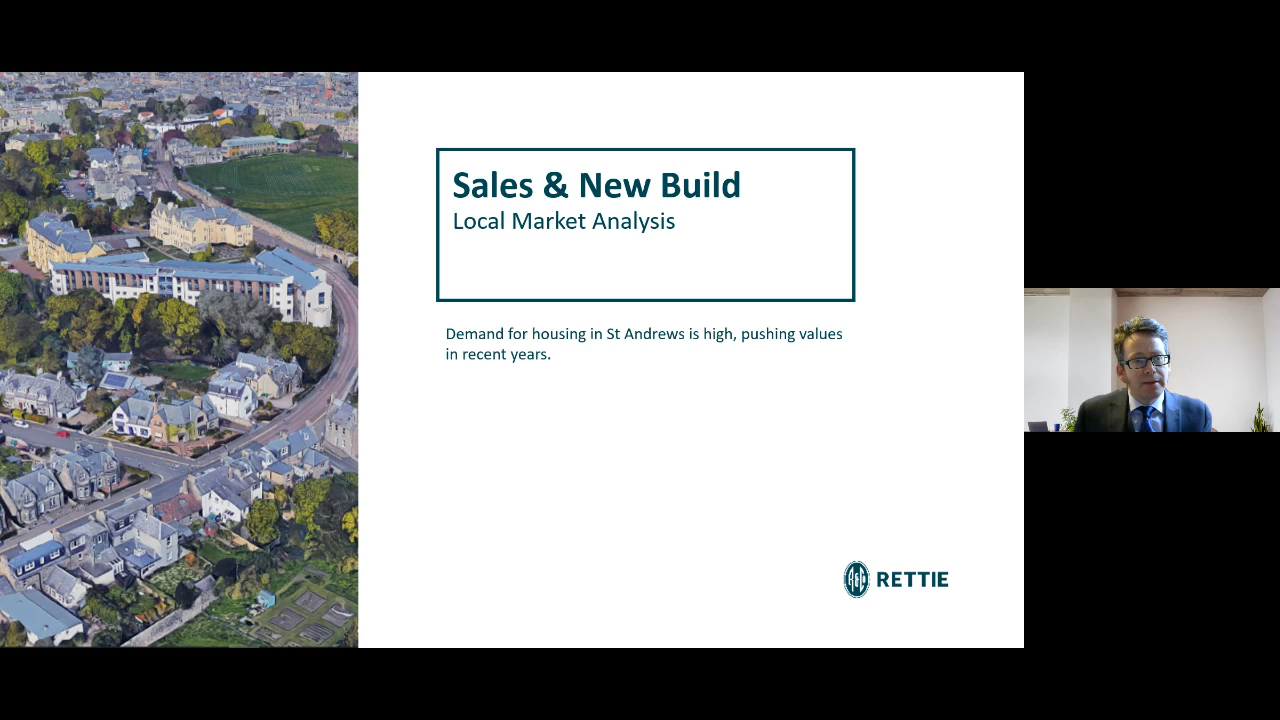 Sales & New Build
Local Market Analysis
Demand for housing in St Andrews is high, pushing values
in recent years.
R&Co RETTIE